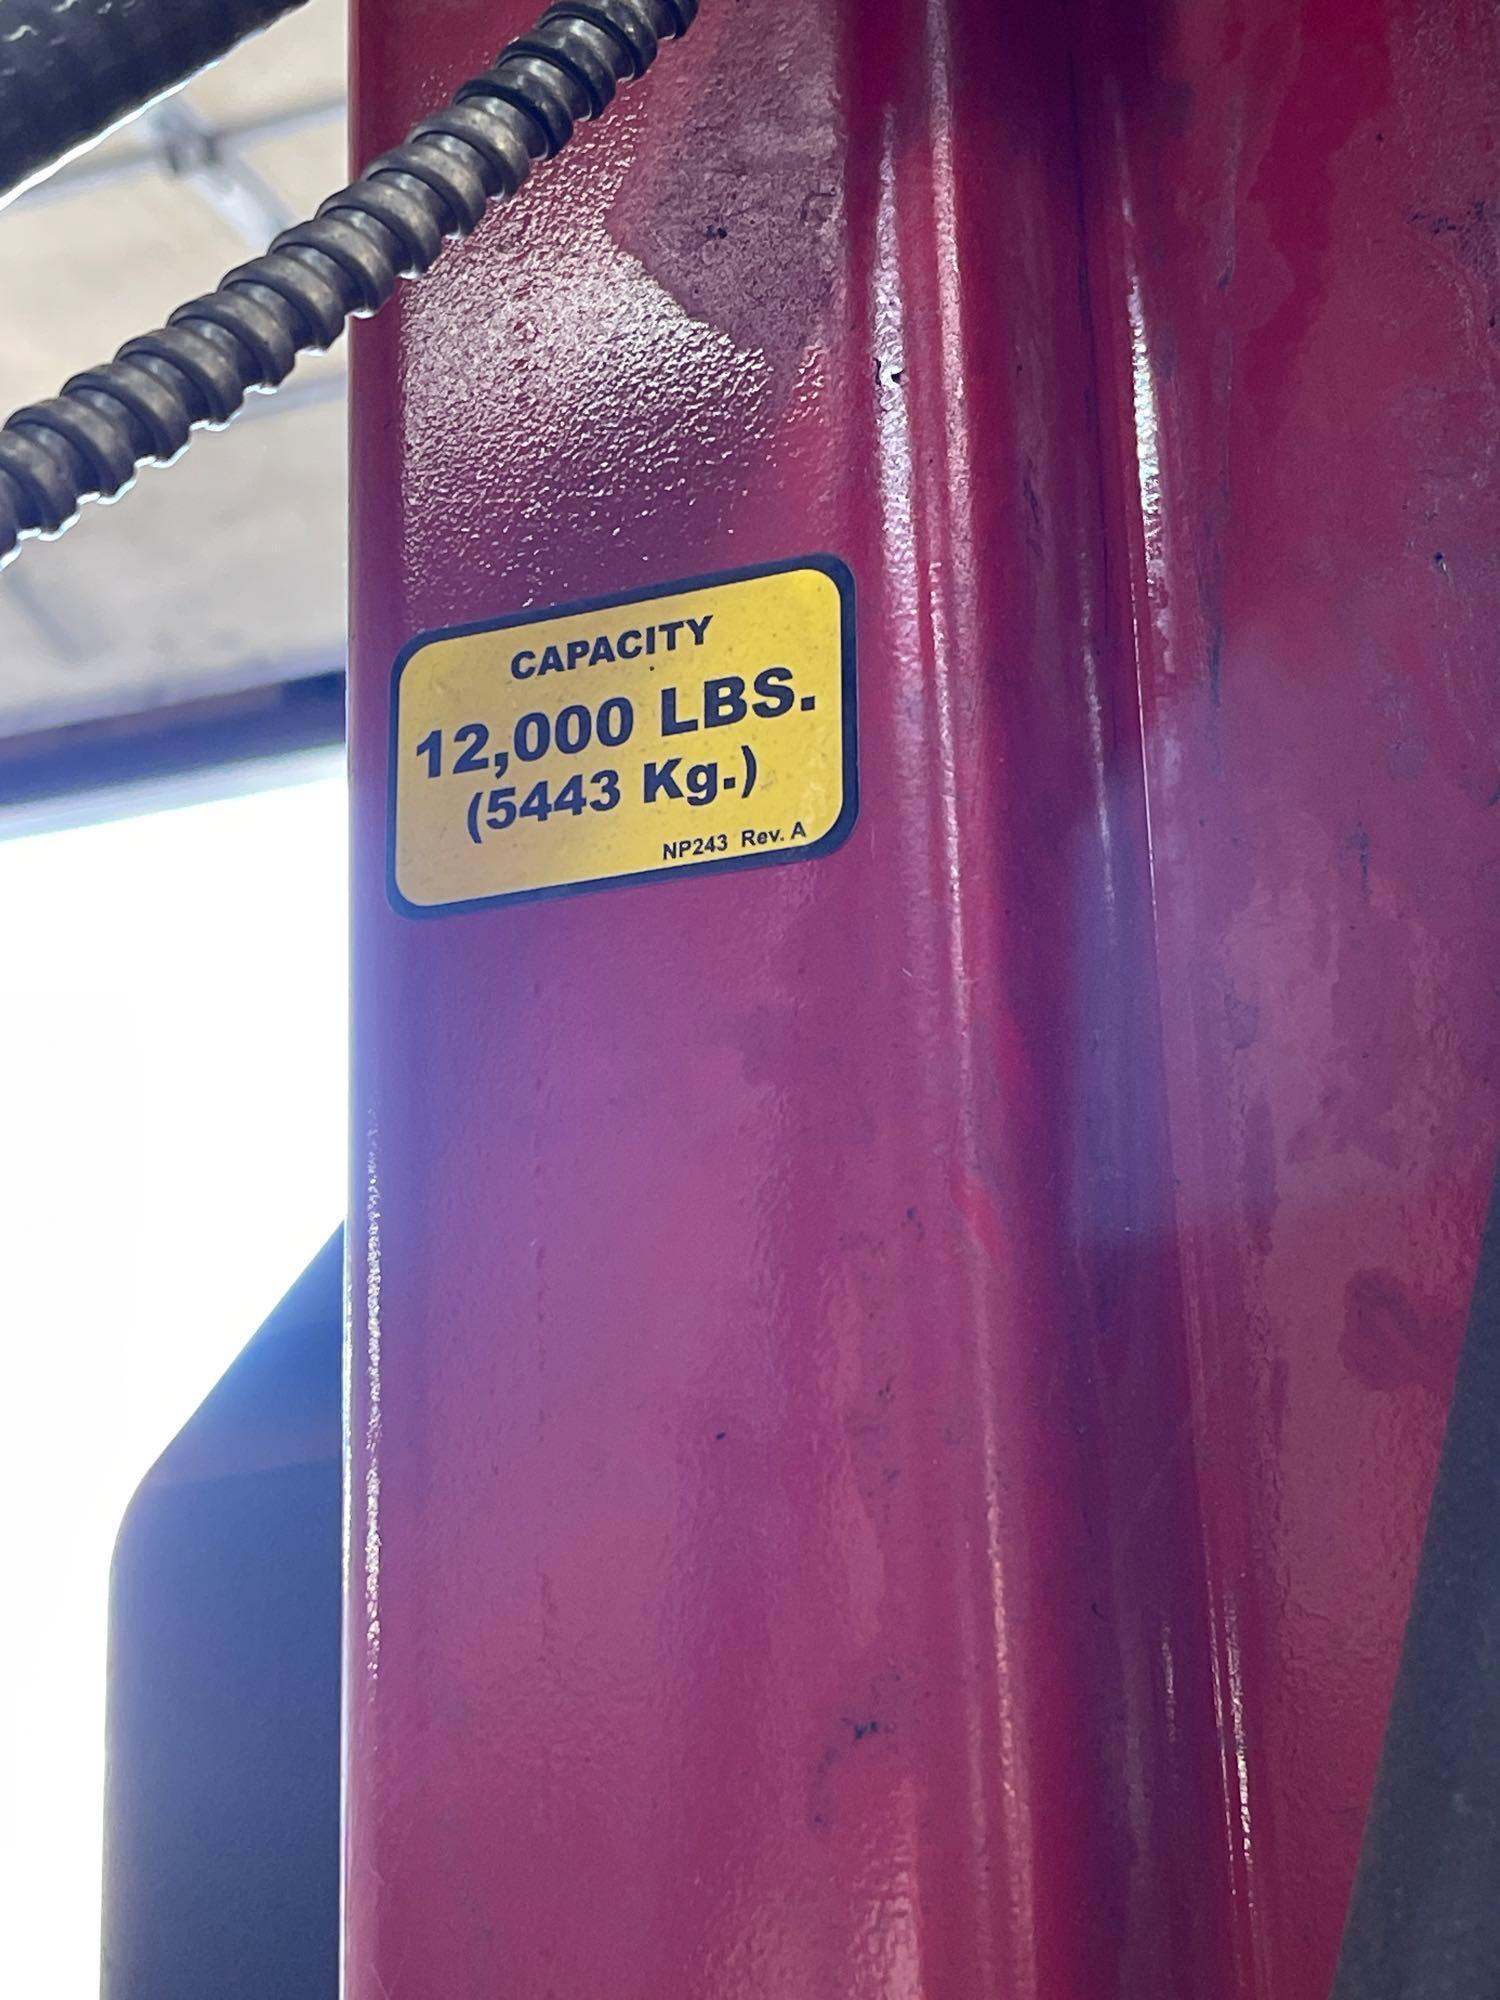 CAPACITY
12,000 LBS.
(5443 Kg.)
NP243 Rev. A